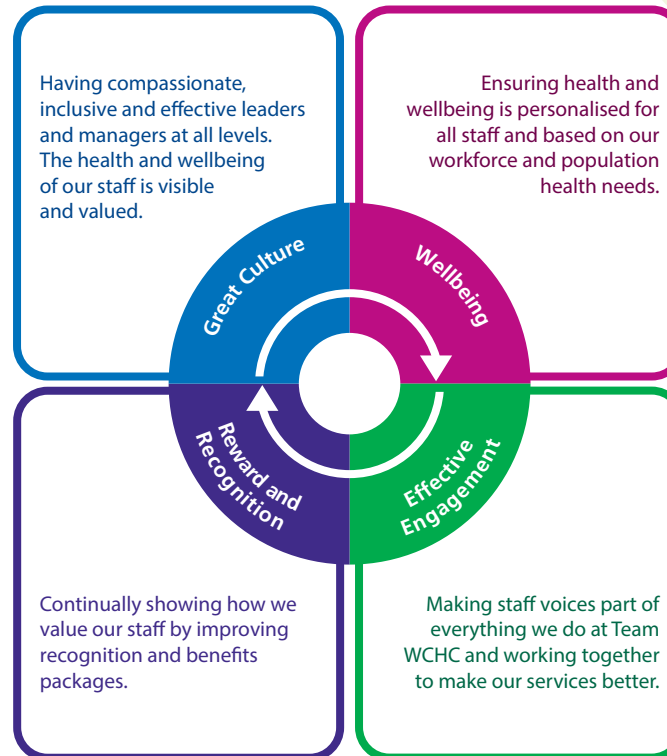 Having compassionate,
inclusive and effective leaders
and managers at all levels.
The health and wellbeing
of our staff is visible
and valued.
Ensuring health and
wellbeing is personalised for
all staff and based on our
workforce and population
health needs.
Great Culture
Wellbeing
Reward and
Recognition
Effective
Engagement
Continually showing how we
value our staff by improving
recognition and benefits
packages.
Making staff voices part of
everything we do at Team
WCHC and working together
to make our services better.